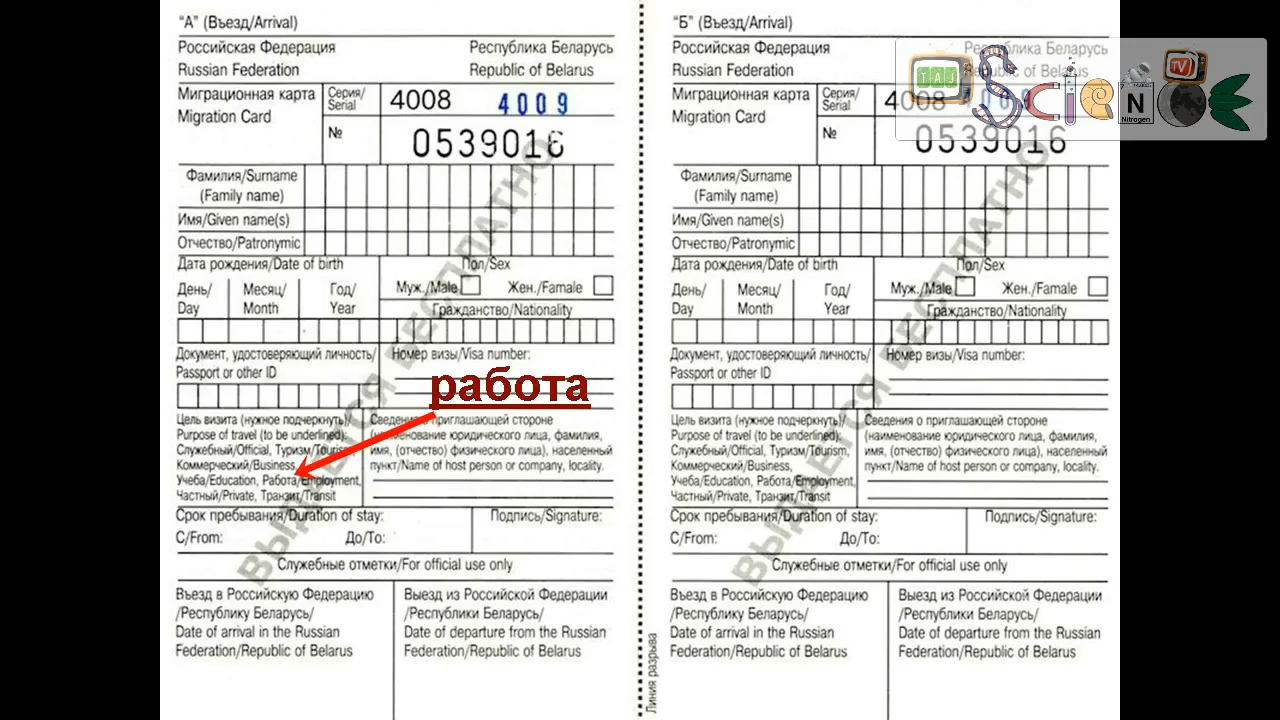 "А" (Въезд/Arrival)
Российская Федерация Республика Беларусь
Russian Federation Republic of Belarus
Миграционная карта
Migration Card
Серия/
Serial
4008 4009
№ 0539016
Фамилия/Surname
(Family name)
Имя/Given name(s)
Отчество/Patronymic
Дата рождения/Date of birth Пол/Sex
День/ Месяц/ Год/ Муж./Male Жен./Famale
Day Month Year Гражданство/Nationality
Документ, удостоверяющий личность/ Номер визы/Visa number:
Passport or other ID
работа
Цель визита (нужное подчеркнуть)/
Purpose of travel (to be underlined):
Служебный/Official, Туризм/Tourism,
Коммерческий/Business,
Учеба/Education, Работа/Employment,
Частный/Private, Транзит/Transit
Сведения о приглашающей стороне
(наименование юридического лица, фамилия,
имя, (отчество) физического лица), населенный
пункт/Name of host person or company, locality.
Срок пребывания/Duration of stay: Подпись/Signature:
С/From: До/To:
Служебные отметки/For official use only
Въезд в Российскую Федерацию
/Республику Беларусь/
Date of arrival in the Russian
Federation/Republic of Belarus
Выезд из Российской Федерации
/Республики Беларусь/
Date of departure from the Russian
Federation/Republic of Belarus
ВЫДАЕТСЯ БЕСПЛАТНО
Линия разрыва
"Б" (Въезд/Arrival)
Российская Федерация Республика Беларусь
Russian Federation Republic of Belarus
Миграционная карта
Migration Card
Серия/
Serial
4008
№ 0539016
Фамилия/Surname
(Family name)
Имя/Given name(s)
Отчество/Patronymic
Дата рождения/Date of birth Пол/Sex
День/ Месяц/ Год/ Муж./Male Жен./Famale
Day Month Year Гражданство/Nationality
Документ, удостоверяющий личность/ Номер визы/Visa number:
Passport or other ID
Цель визита (нужное подчеркнуть)/
Purpose of travel (to be underlined):
Служебный/Official, Туризм/Tourism,
Коммерческий/Business,
Учеба/Education, Работа/Employment,
Частный/Private, Транзит/Transit
Сведения о приглашающей стороне
(наименование юридического лица, фамилия,
имя, (отчество) физического лица), населенный
пункт/Name of host person or company, locality.
Срок пребывания/Duration of stay: Подпись/Signature:
С/From: До/To:
Служебные отметки/For official use only
Въезд в Российскую Федерацию
/Республику Беларусь/
Date of arrival in the Russian
Federation/Republic of Belarus
Выезд из Российской Федерации
/Республики Беларусь/
Date of departure from the Russian
Federation/Republic of Belarus
ВЫДАЕТСЯ БЕСПЛАТНО
TAJ SCIENCE
TV
N
Nitrogen